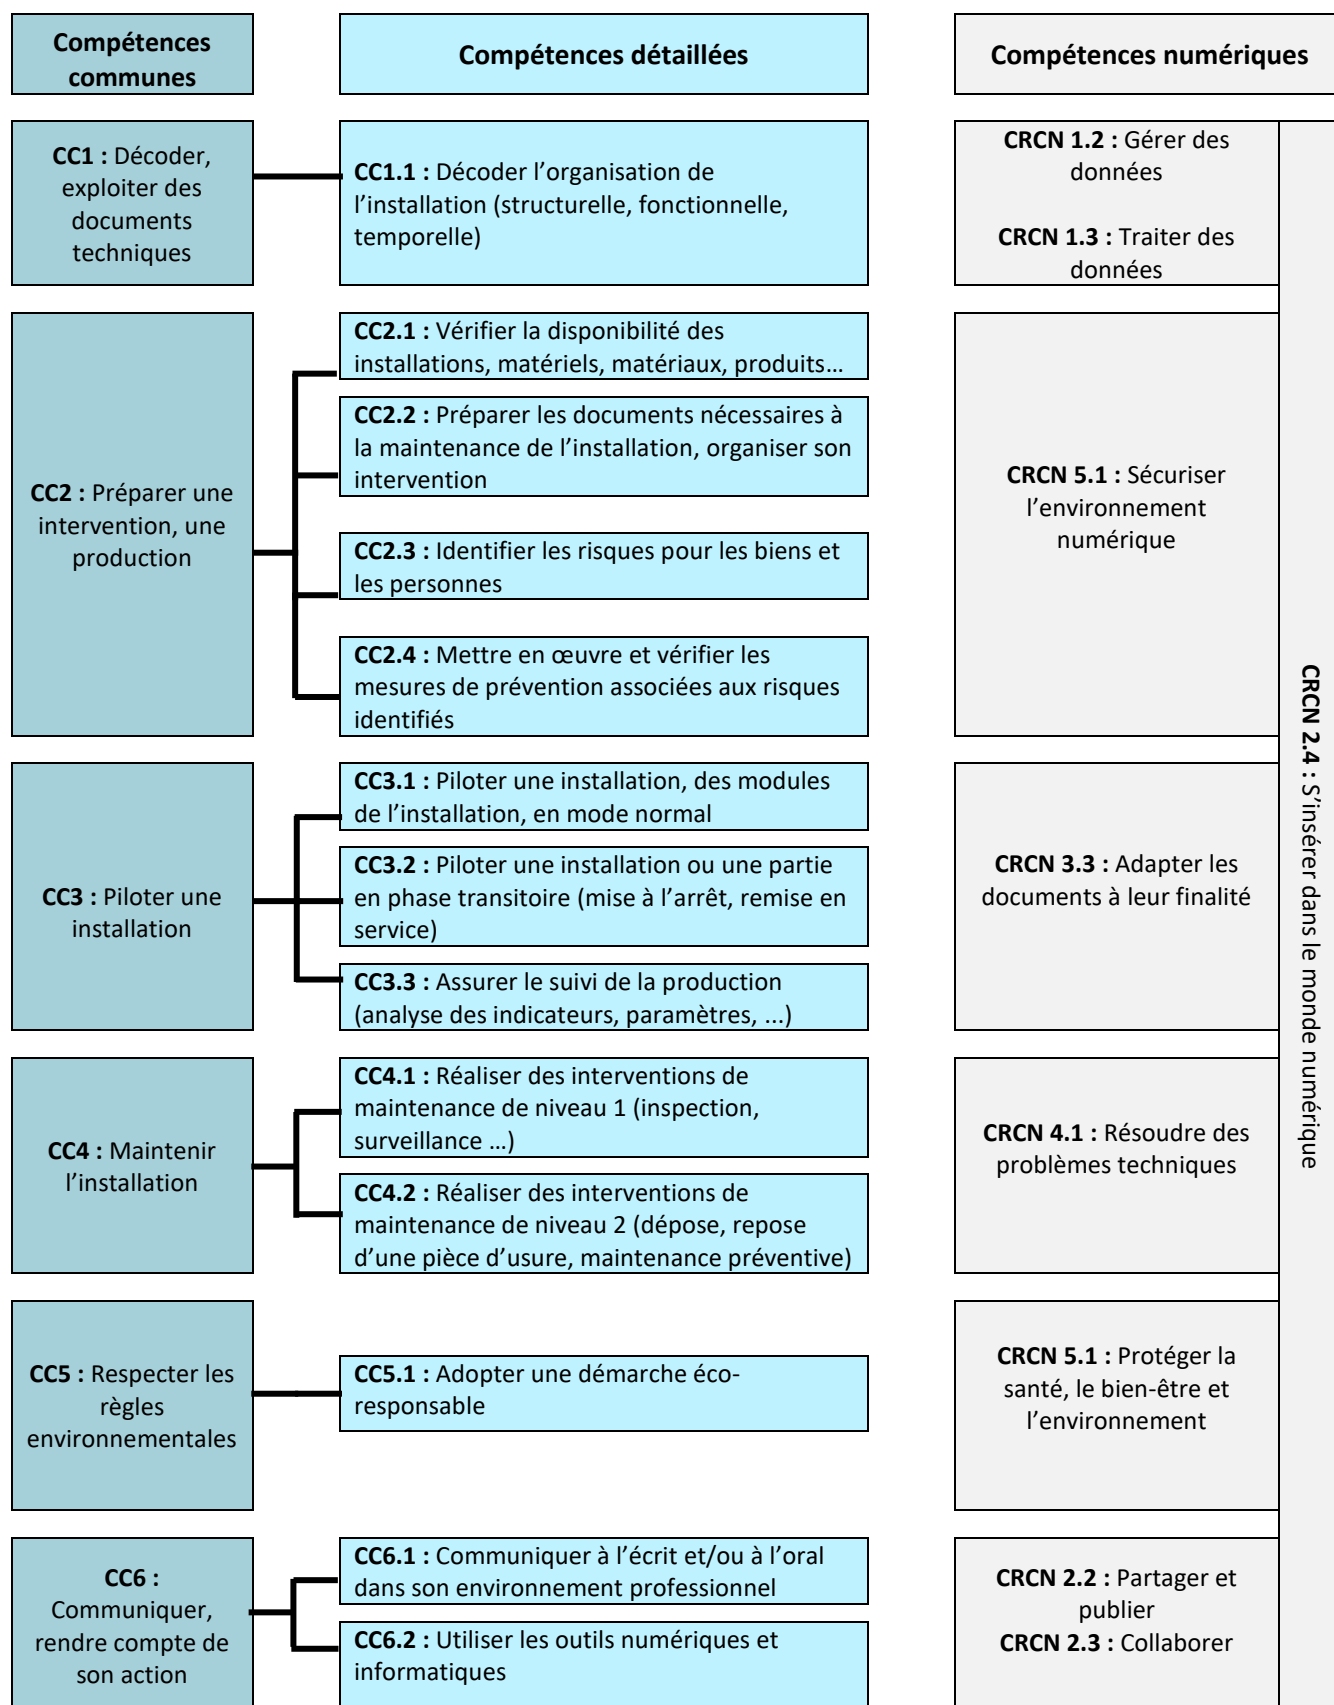 Compétences
communes
Compétences détaillées
Compétences numériques
CC1 : Décoder,
exploiter des
documents
techniques
CC1.1 : Décoder l’organisation de
l’installation (structurelle, fonctionnelle,
temporelle)
CRCN 1.2 : Gérer des
données
CRCN 1.3 : Traiter des
données
CC2 : Préparer une
intervention, une
production
CC2.1 : Vérifier la disponibilité des
installations, matériels, matériaux, produits…
CC2.2 : Préparer les documents nécessaires à
la maintenance de l’installation, organiser son
intervention
CC2.3 : Identifier les risques pour les biens et
les personnes
CC2.4 : Mettre en œuvre et vérifier les
mesures de prévention associées aux risques
identifiés
CRCN 5.1 : Sécuriser
l’environnement
numérique
CC3 : Piloter une
installation
CC3.1 : Piloter une installation, des modules
de l’installation, en mode normal
CC3.2 : Piloter une installation ou une partie
en phase transitoire (mise à l’arrêt, remise en
service)
CC3.3 : Assurer le suivi de la production
(analyse des indicateurs, paramètres, ...)
CRCN 3.3 : Adapter les
documents à leur finalité
CC4 : Maintenir
l’installation
CC4.1 : Réaliser des interventions de
maintenance de niveau 1 (inspection,
surveillance …)
CC4.2 : Réaliser des interventions de
maintenance de niveau 2 (dépose, repose
d’une pièce d’usure, maintenance préventive)
CRCN 4.1 : Résoudre des
problèmes techniques
CC5 : Respecter les
règles
environnementales
CC5.1 : Adopter une démarche éco-
responsable
CRCN 5.1 : Protéger la
santé, le bien-être et
l’environnement
CC6 :
Communiquer,
rendre compte de
son action
CC6.1 : Communiquer à l’écrit et/ou à l’oral
dans son environnement professionnel
CC6.2 : Utiliser les outils numériques et
informatiques
CRCN 2.2 : Partager et
publier
CRCN 2.3 : Collaborer
CRCN 2.4 : S’insérer dans le monde numérique